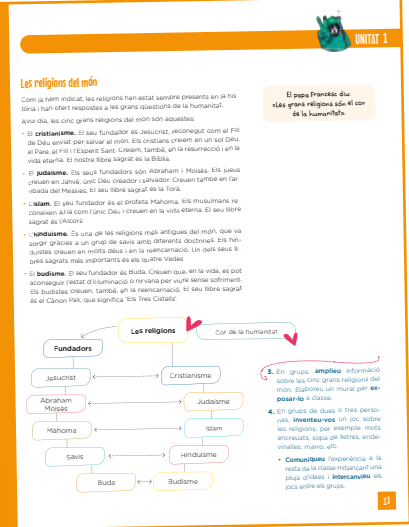 UNITAT 1
Les religions del món
Com ja hem indicat, les religions han estat sempre presents en la his
tòria i han ofert respostes a les grans qüestions de la humanitat.
Avui dia, les cinc grans religions del món són aquestes.
• El cristianisme. El seu fundador és Jesucrist, reconegut com el Fill
de Déu enviat per salvar el món. Els cristians creiem en un sol Déu,
el Pare, el Fill i l'Esperit Sant. Creiem, també, en la resurrecció i en la
vida eterna. El nostre llibre sagrat és la Bíblia.
• El judaisme. Els seus fundadors són Abraham i Moisès. Els jueus
creuen en Jahvè, únic Déu creador i salvador. Creuen també en l'ar
ribada del Messies. El seu llibre sagrat és la Torà.
• L'islam. El seu fundador és el profeta Mahoma. Els musulmans re
coneixen Al·là com l'únic Déu i creuen en la vida eterna. El seu llibre
sagrat és l'Alcorà.
• L'hinduisme. És una de les religions més antigues del món, que va
sorgir gràcies a un grup de savis amb diferents doctrines. Els hin-
duistes creuen en molts déus i en la reencarnació. Un dels seus lli-
bres sagrats més importants és els quatre Vedes
• El budisme. El seu fundador és Buda. Creuen que, en la vida, es pot
aconseguir l'estat d'il·luminació o nirvana per viure sense sofriment.
Els budistes creuen, també, en la reencarnació. El seu llibre sagrat
és el Cànon Pali, que significa 'Els Tres Cistells'.
El papa Francesc diu:
«Les grans religions són el cor
de la humanitat».
Les religions
Cor de la humanitat
Fundadors
Jesucrist
Cristianisme
Abraham
Moisès
Judaisme
Mahoma
Islam
Savis
Hinduisme
Buda
Budisme
3. En grups, amplieu informació
sobre les cinc grans religions del
món. Elaboreu un mural per ex-
posar-lo a classe.
4. En grups de dues o tres perso-
nes, inventeu-vos un joc sobre
les religions; per exemple: mots
encreuats, sopa de lletres, ende-
vinalles, memo, etc.
• Comuniqueu l'experiència a la
resta de la classe mitjançant una
pluja d'idees i intercanvieu els
jocs entre els grups.
13